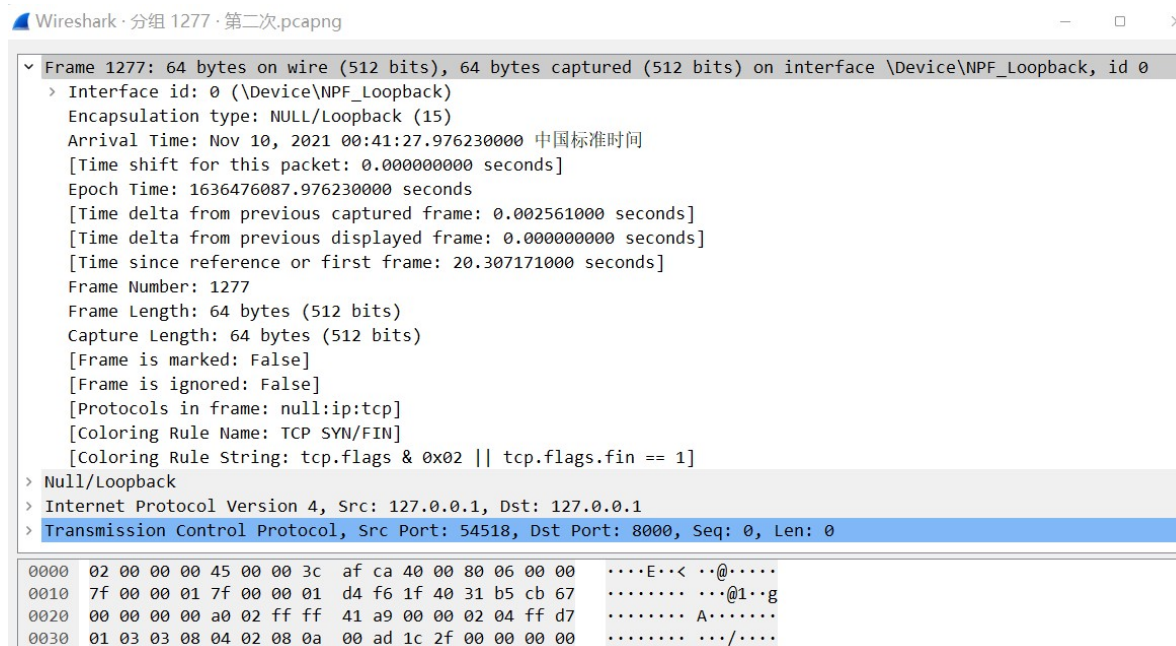 Wireshark · 分组 1277 · 第二次.pcapng
Frame 1277: 64 bytes on wire (512 bits), 64 bytes captured (512 bits) on interface \Device\NPF_Loopback, id 0
Interface id: 0 (\Device\NPF_Loopback)
Encapsulation type: NULL/Loopback (15)
Arrival Time: Nov 10, 2021 00:41:27.976230000 中国标准时间
[Time shift for this packet: 0.000000000 seconds]
Epoch Time: 1636476087.976230000 seconds
[Time delta from previous captured frame: 0.002561000 seconds]
[Time delta from previous displayed frame: 0.000000000 seconds]
[Time since reference or first frame: 20.307171000 seconds]
Frame Number: 1277
Frame Length: 64 bytes (512 bits)
Capture Length: 64 bytes (512 bits)
[Frame is marked: False]
[Frame is ignored: False]
[Protocols in frame: null:ip:tcp]
[Coloring Rule Name: TCP SYN/FIN]
[Coloring Rule String: tcp.flags & 0x02 || tcp.flags.fin == 1]
Null/Loopback
Internet Protocol Version 4, Src: 127.0.0.1, Dst: 127.0.0.1
Transmission Control Protocol, Src Port: 54518, Dst Port: 8000, Seq: 0, Len: 0
0000 02 00 00 00 45 00 00 3c af ca 40 00 80 06 00 00 ····E··< ··@·····
0010 7f 00 00 01 7f 00 00 01 d4 f6 1f 40 31 b5 cb 67 ········ ···@1··g
0020 00 00 00 00 a0 02 ff ff 41 a9 00 00 02 04 ff d7 ········ A·······
0030 01 03 03 08 04 02 08 0a 00 ad 1c 2f 00 00 00 00 ········ ···/····